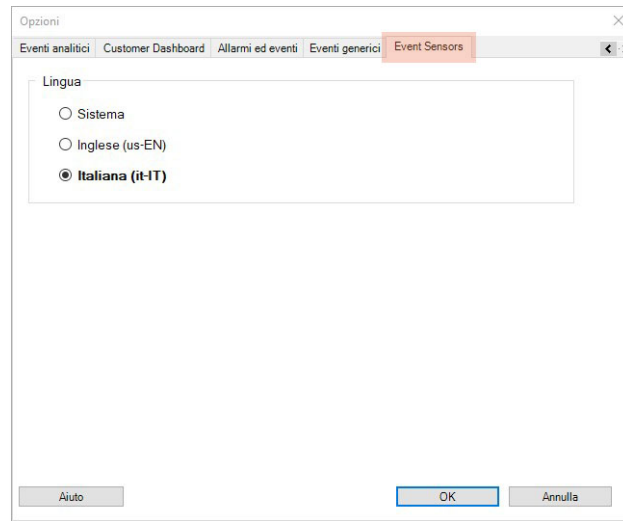 Opzioni
Eventi analitici Customer Dashboard Allarmi ed eventi Eventi generici Event Sensors
Lingua
Sistema
Inglese (us-EN)
Italiana (it-IT)
Aiuto OK Annulla